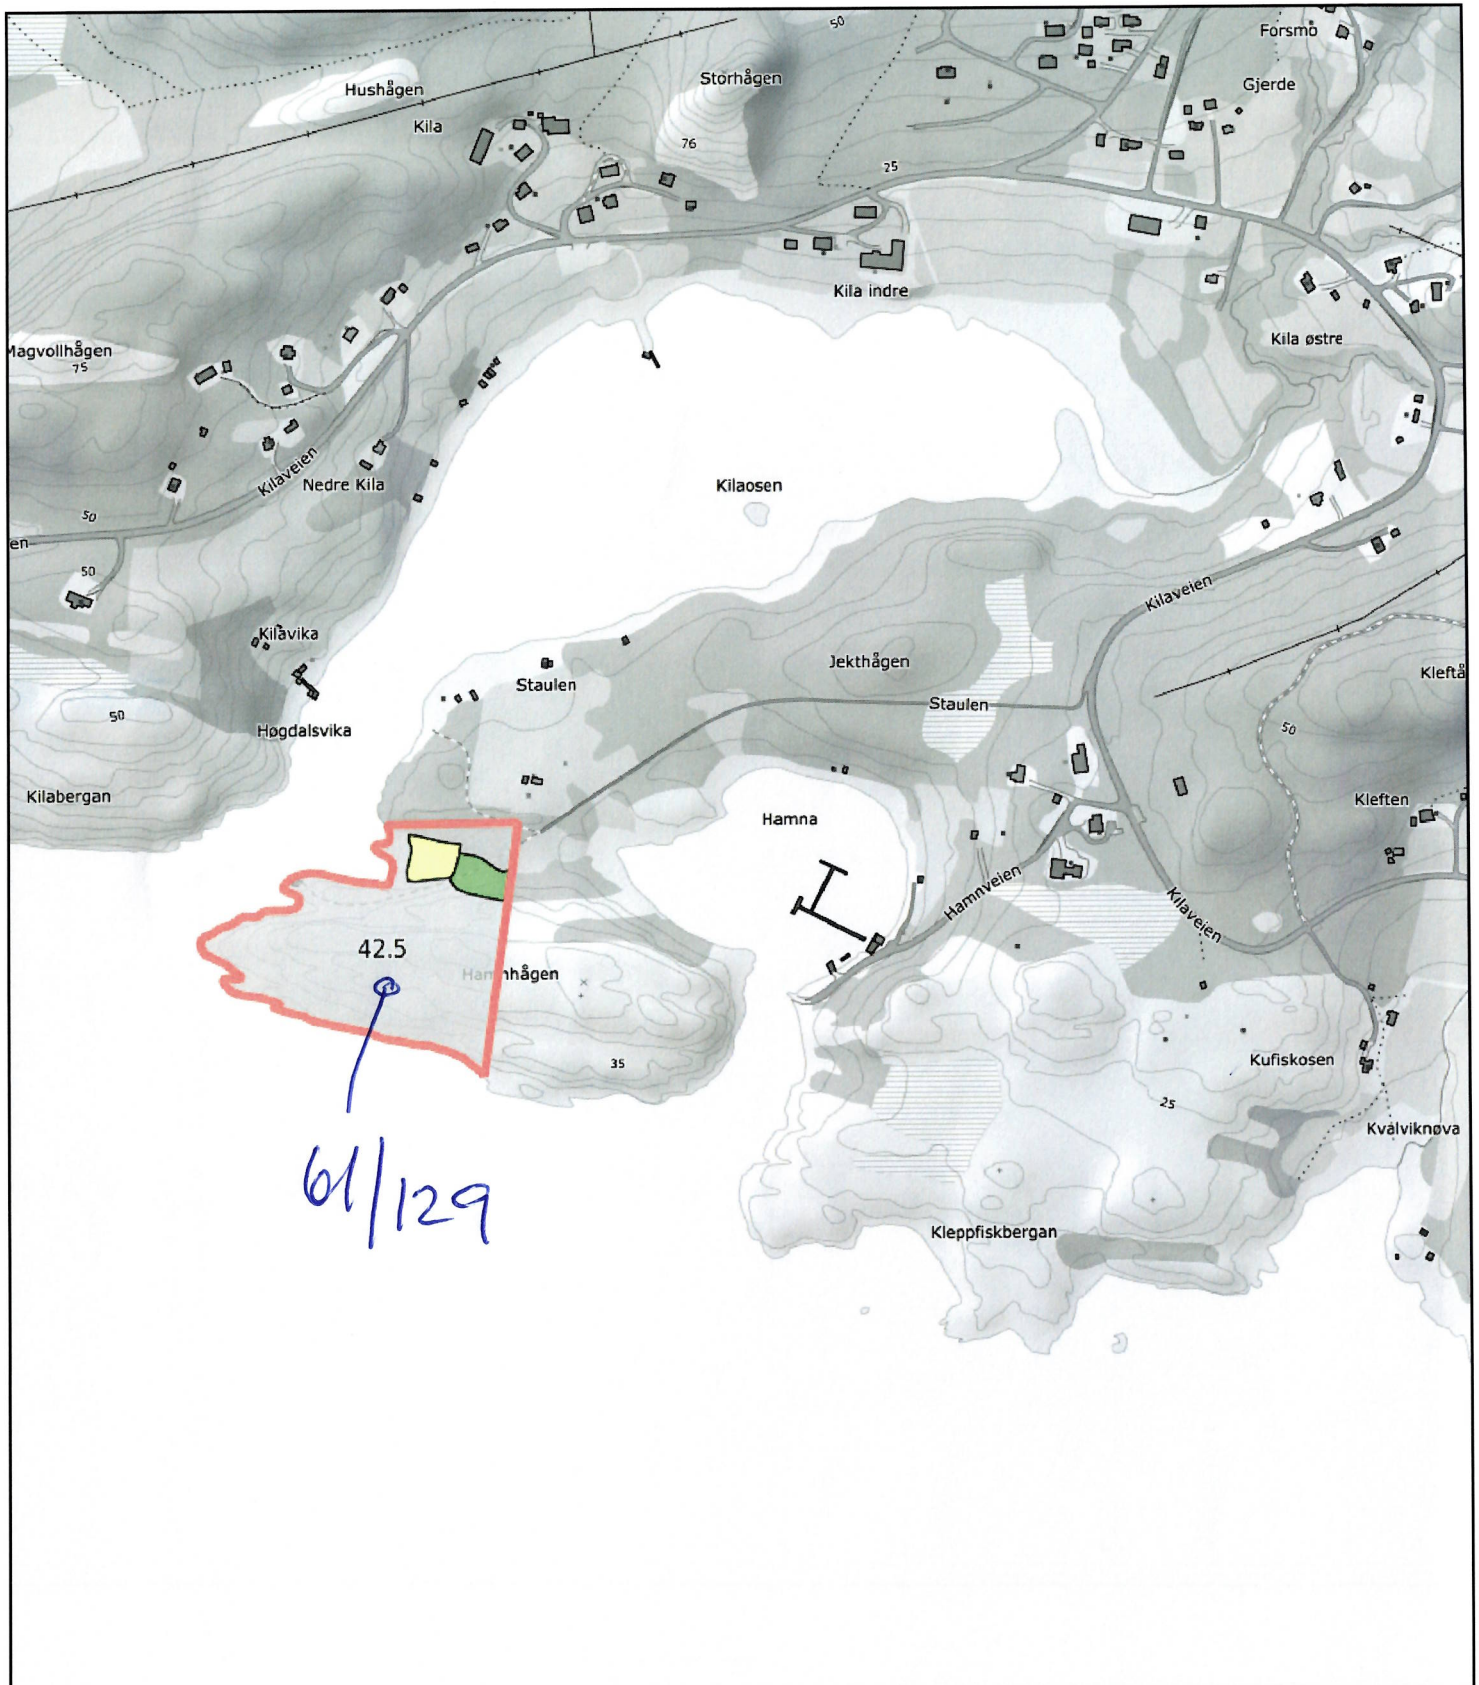 50
Forsmo
Hushågen
Storhågen
Gjerde
Kila
76
25
Kila indre
Kila østre
Magvollhågen
75
Kilaveien
Nedre Kila
Kilaosen
50
en
50
Kilaveien
Kilavika
Jekthågen
Kleftå
Staulen
Staulen
50
50
Høgdalsvika
Kilabergan
Kleften
Hamna
Hamnveien
Kilaveien
42.5
Hamnhågen
35
Kufiskosen
25
Kvalviknøva
61/129
Kleppfiskbergan